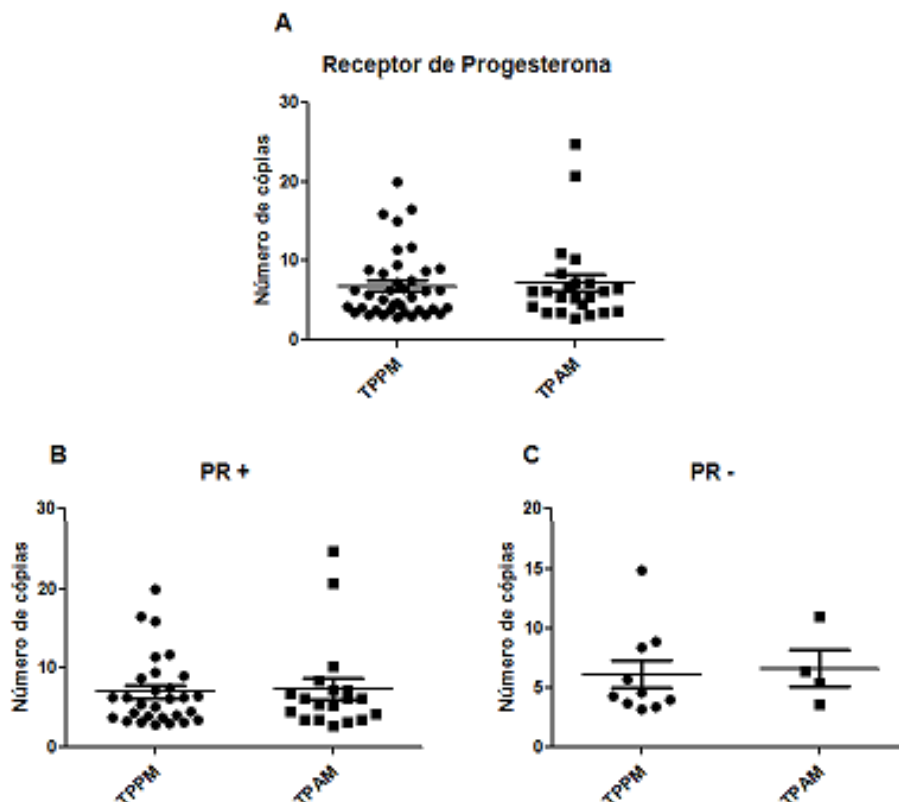 A
Receptor de Progesterona
Número de cópias
30
20
10
0
TPPM
TPAM
B
PR +
Número de cópias
30
20
10
0
TPPM
TPAM
C
PR -
Número de cópias
20
15
10
5
0
TPPM
TPAM